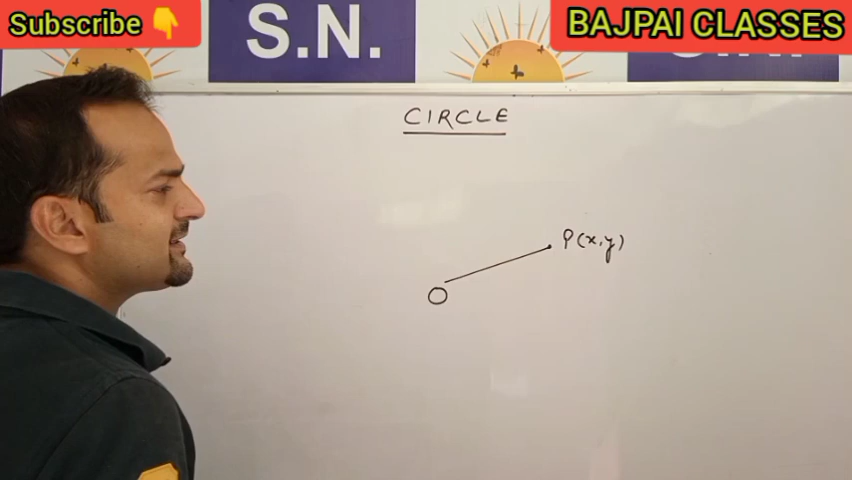 Subscribe 👇
BAJPAI CLASSES
S.N.
CIRCLE
P(x,y)
O